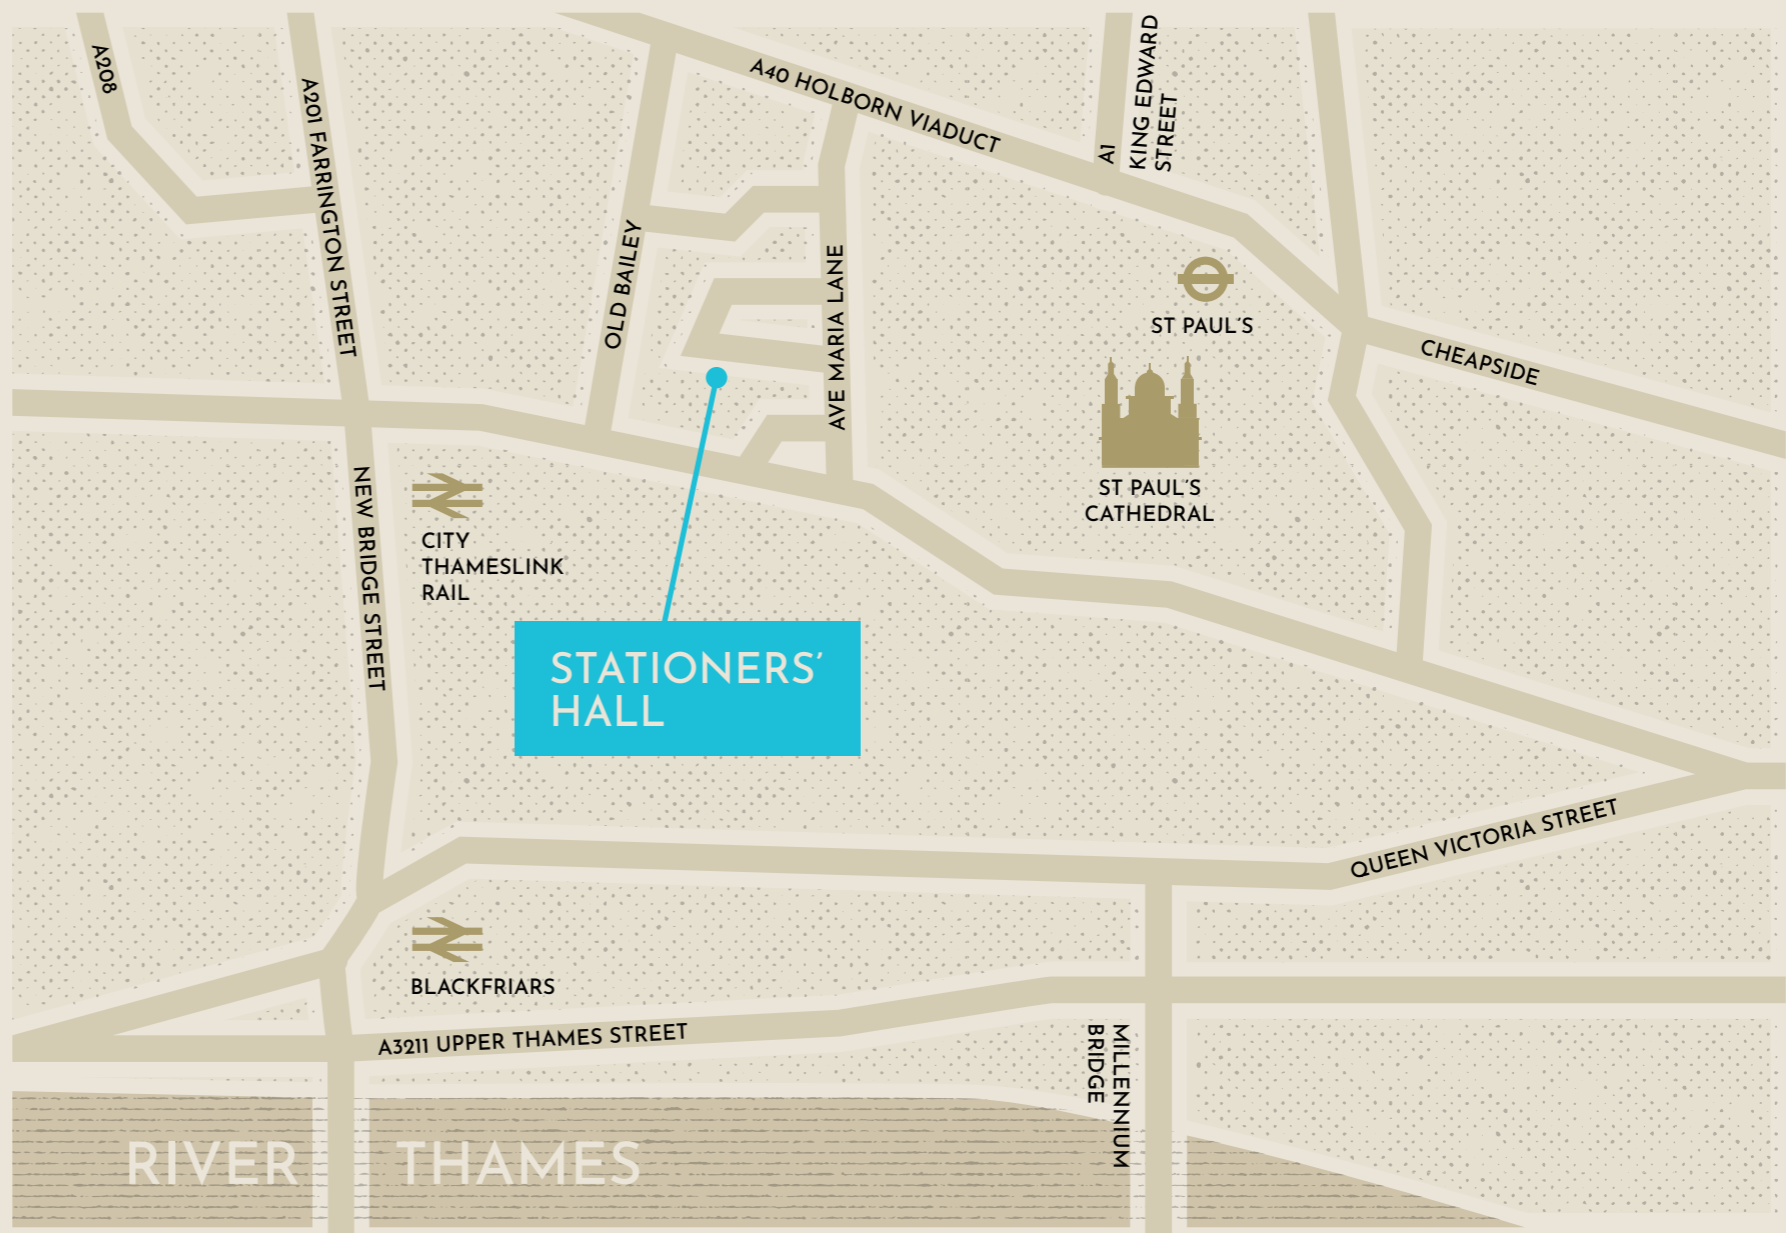 A208
A201 FARRINGTON STREET
A40 HOLBORN VIADUCT
A1
KING EDWARD
STREET
OLD BAILEY
AVE MARIA LANE
ST PAUL'S
CHEAPSIDE
ST PAUL'S
CATHEDRAL
NEW BRIDGE STREET
CITY
THAMESLINK
RAIL
STATIONERS'
HALL
QUEEN VICTORIA STREET
BLACKFRIARS
A3211 UPPER THAMES STREET
MILLENNIUM
BRIDGE
RIVER THAMES